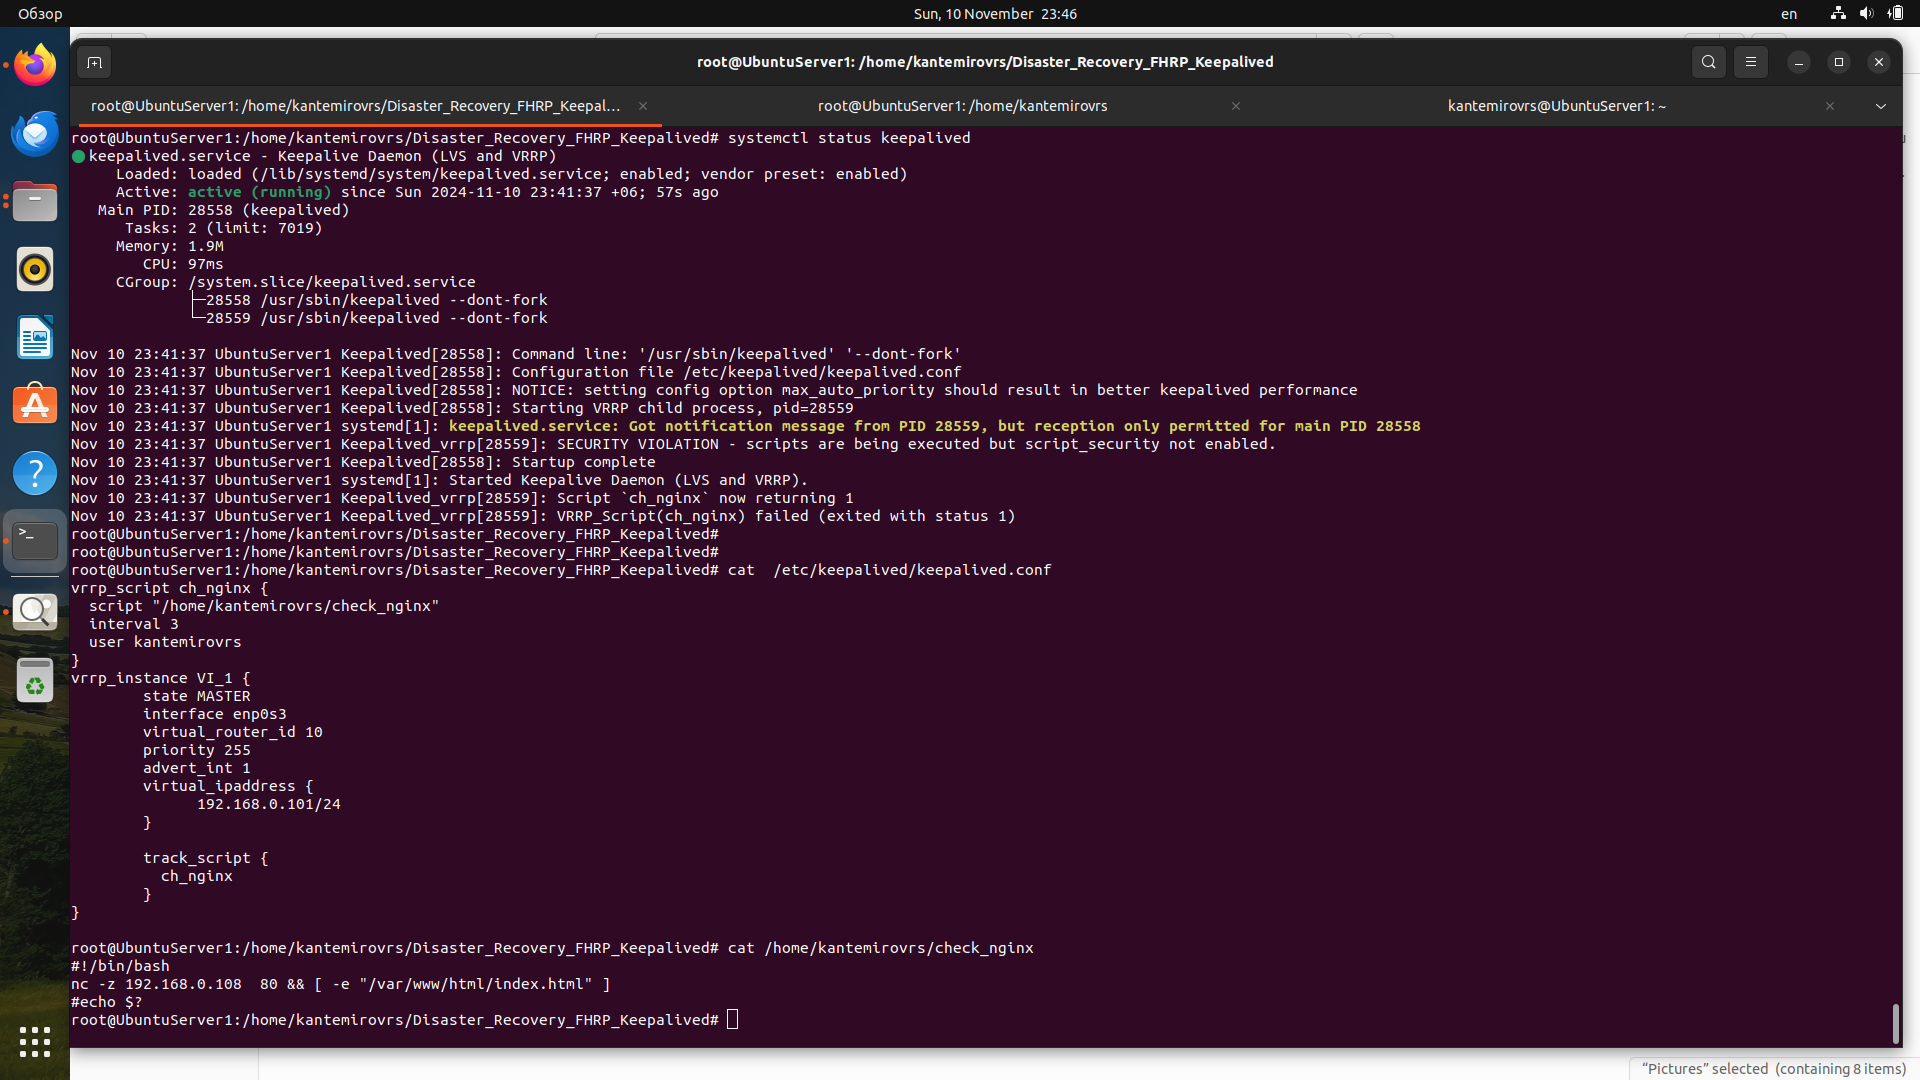 Обзор
Sun, 10 November  23:46
en
root@UbuntuServer1: /home/kantemirovrs/Disaster_Recovery_FHRP_Keepalived
root@UbuntuServer1: /home/kantemirovrs/Disaster_Recovery_FHRP_Keepal…
root@UbuntuServer1: /home/kantemirovrs
kantemirovrs@UbuntuServer1: ~
root@UbuntuServer1:/home/kantemirovrs/Disaster_Recovery_FHRP_Keepalived# systemctl status keepalived
● keepalived.service - Keepalive Daemon (LVS and VRRP)
     Loaded: loaded (/lib/systemd/system/keepalived.service; enabled; vendor preset: enabled)
     Active: active (running) since Sun 2024-11-10 23:41:37 +06; 57s ago
   Main PID: 28558 (keepalived)
      Tasks: 2 (limit: 7019)
     Memory: 1.9M
        CPU: 97ms
     CGroup: /system.slice/keepalived.service
             ├─28558 /usr/sbin/keepalived --dont-fork
             └─28559 /usr/sbin/keepalived --dont-fork
Nov 10 23:41:37 UbuntuServer1 Keepalived[28558]: Command line: '/usr/sbin/keepalived' '--dont-fork'
Nov 10 23:41:37 UbuntuServer1 Keepalived[28558]: Configuration file /etc/keepalived/keepalived.conf
Nov 10 23:41:37 UbuntuServer1 Keepalived[28558]: NOTICE: setting config option max_auto_priority should result in better keepalived performance
Nov 10 23:41:37 UbuntuServer1 Keepalived[28558]: Starting VRRP child process, pid=28559
Nov 10 23:41:37 UbuntuServer1 systemd[1]: keepalived.service: Got notification message from PID 28559, but reception only permitted for main PID 28558
Nov 10 23:41:37 UbuntuServer1 Keepalived_vrrp[28559]: SECURITY VIOLATION - scripts are being executed but script_security not enabled.
Nov 10 23:41:37 UbuntuServer1 Keepalived[28558]: Startup complete
Nov 10 23:41:37 UbuntuServer1 systemd[1]: Started Keepalive Daemon (LVS and VRRP).
Nov 10 23:41:37 UbuntuServer1 Keepalived_vrrp[28559]: Script `ch_nginx` now returning 1
Nov 10 23:41:37 UbuntuServer1 Keepalived_vrrp[28559]: VRRP_Script(ch_nginx) failed (exited with status 1)
root@UbuntuServer1:/home/kantemirovrs/Disaster_Recovery_FHRP_Keepalived#
root@UbuntuServer1:/home/kantemirovrs/Disaster_Recovery_FHRP_Keepalived#
root@UbuntuServer1:/home/kantemirovrs/Disaster_Recovery_FHRP_Keepalived# cat  /etc/keepalived/keepalived.conf
vrrp_script ch_nginx {
  script "/home/kantemirovrs/check_nginx"
  interval 3
  user kantemirovrs
}
vrrp_instance VI_1 {
        state MASTER
        interface enp0s3
        virtual_router_id 10
        priority 255
        advert_int 1
        virtual_ipaddress {
              192.168.0.101/24
        }
        track_script {
          ch_nginx
        }
}
root@UbuntuServer1:/home/kantemirovrs/Disaster_Recovery_FHRP_Keepalived# cat /home/kantemirovrs/check_nginx
#!/bin/bash
nc -z 192.168.0.108  80 && [ -e "/var/www/html/index.html" ]
#echo $?
root@UbuntuServer1:/home/kantemirovrs/Disaster_Recovery_FHRP_Keepalived#
“Pictures” selected  (containing 8 items)